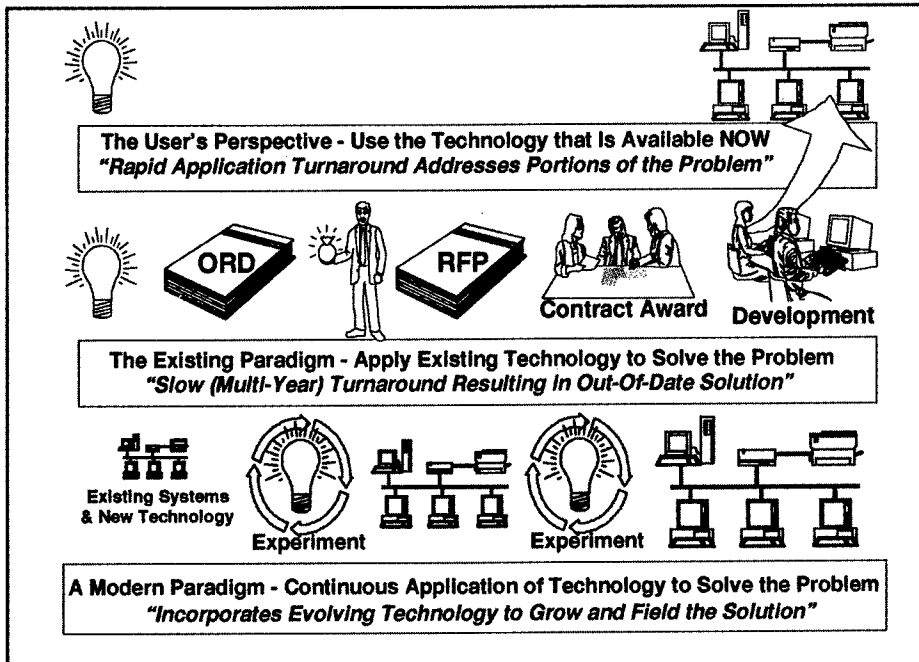 The User's Perspective - Use the Technology that Is Available NOW
"Rapid Application Turnaround Addresses Portions of the Problem"
ORD
RFP
Contract Award
Development
The Existing Paradigm - Apply Existing Technology to Solve the Problem
"Slow (Multi-Year) Turnaround Resulting in Out-Of-Date Solution"
Existing Systems
& New Technology
Experiment
Experiment
A Modern Paradigm - Continuous Application of Technology to Solve the Problem
"Incorporates Evolving Technology to Grow and Field the Solution"